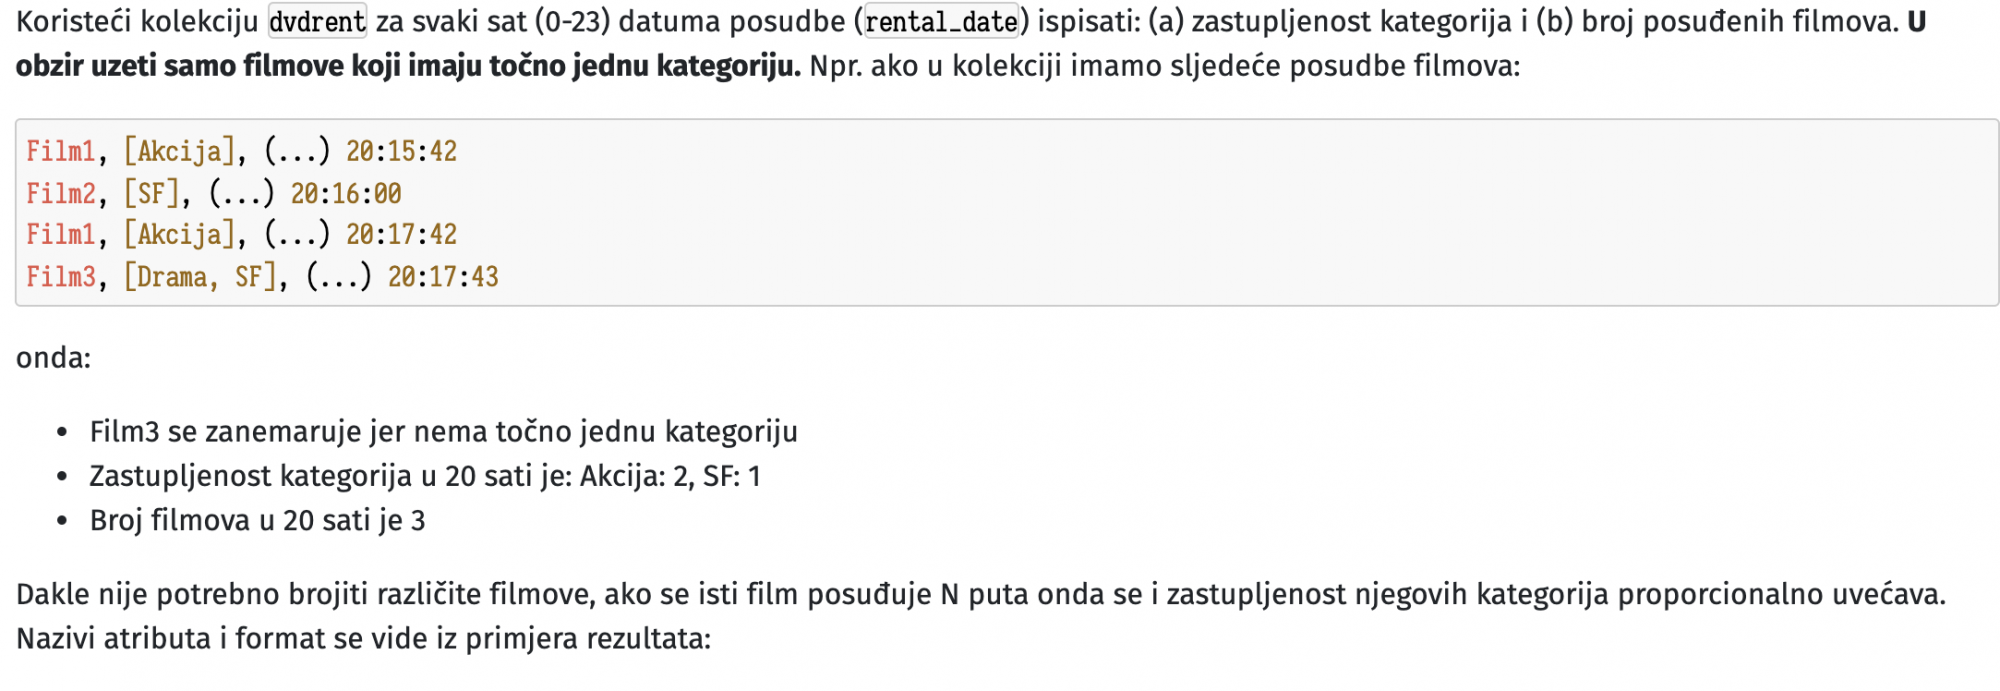 Koristeći kolekciju dvdrent za svaki sat (0-23) datuma posudbe (rental_date) ispisati: (a) zastupljenost kategorija i (b) broj posuđenih filmova. U
obzir uzeti samo filmove koji imaju točno jednu kategoriju. Npr. ako u kolekciji imamo sljedeće posudbe filmova:
Film1, [Akcija], (...) 20:15:42
Film2, [SF], (...) 20:16:00
Film1, [Akcija], (...) 20:17:42
Film3, [Drama, SF], (...) 20:17:43
onda:
• Film3 se zanemaruje jer nema točno jednu kategoriju
• Zastupljenost kategorija u 20 sati je: Akcija: 2, SF: 1
• Broj filmova u 20 sati je 3
Dakle nije potrebno brojiti različite filmove, ako se isti film posuđuje N puta onda se i zastupljenost njegovih kategorija proporcionalno uvećava.
Nazivi atributa i format se vide iz primjera rezultata: